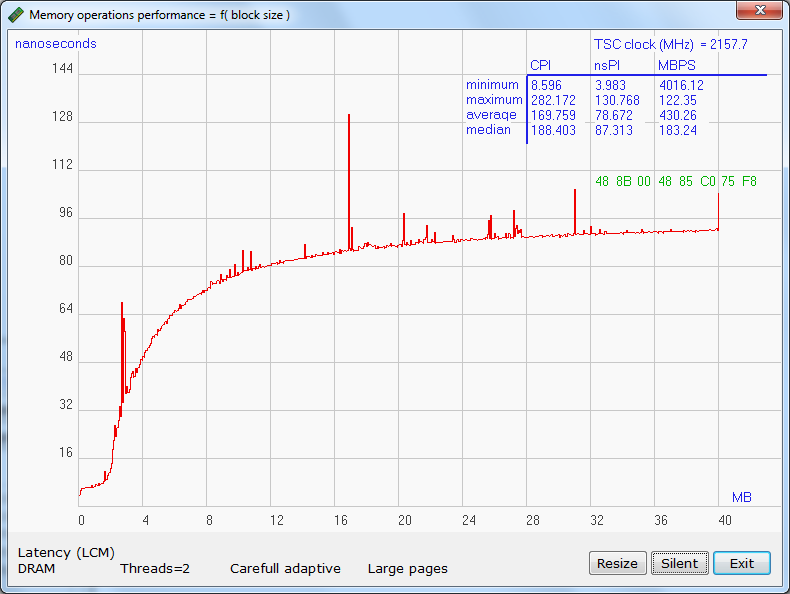 Memory operations performance = f( block size )
nanoseconds
TSC clock (MHz) = 2157.7
CPI nsPI MBPS
minimum 8.596 3.983 4016.12
maximum 282.172 130.768 122.35
average 169.759 78.672 430.26
median 188.403 87.313 183.24
48 8B 00 48 85 C0 75 F8
144
128
112
96
80
64
48
32
16
MB
0 4 8 12 16 20 24 28 32 36 40
Latency (LCM)
DRAM Threads=2 Carefull adaptive Large pages
Resize Silent Exit